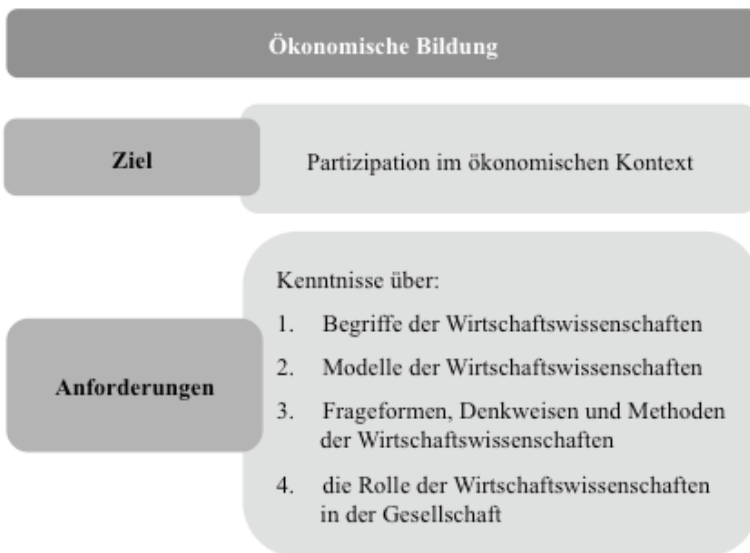 Ökonomische Bildung
Ziel
Partizipation im ökonomischen Kontext
Anforderungen
Kenntnisse über:
1. Begriffe der Wirtschaftswissenschaften
2. Modelle der Wirtschaftswissenschaften
3. Frageformen, Denkweisen und Methoden
der Wirtschaftswissenschaften
4. die Rolle der Wirtschaftswissenschaften
in der Gesellschaft